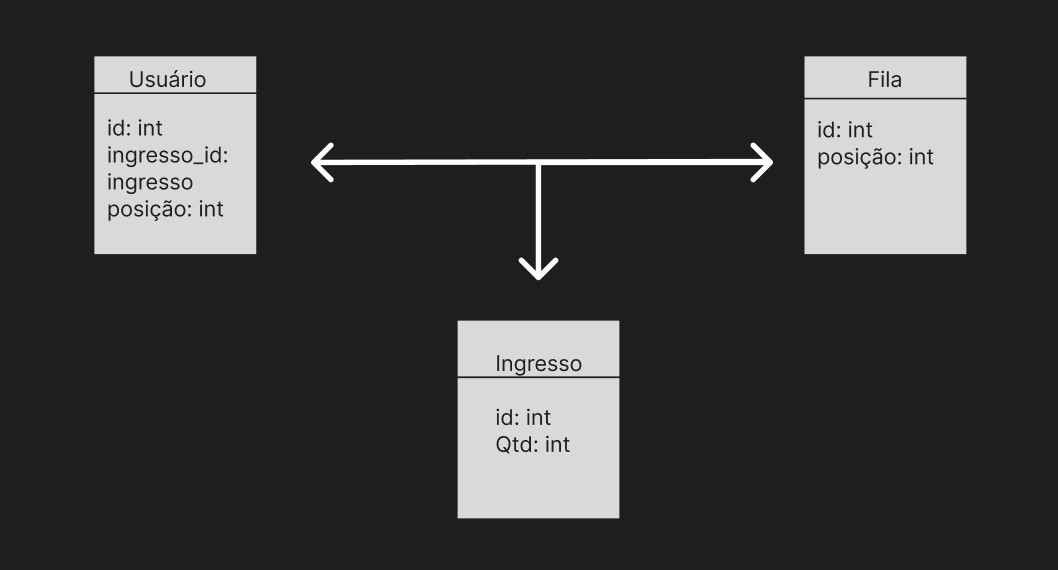 Usuário
id: int
ingresso_id:
ingresso
posição: int
Fila
id: int
posição: int
Ingresso
id: int
Qtd: int